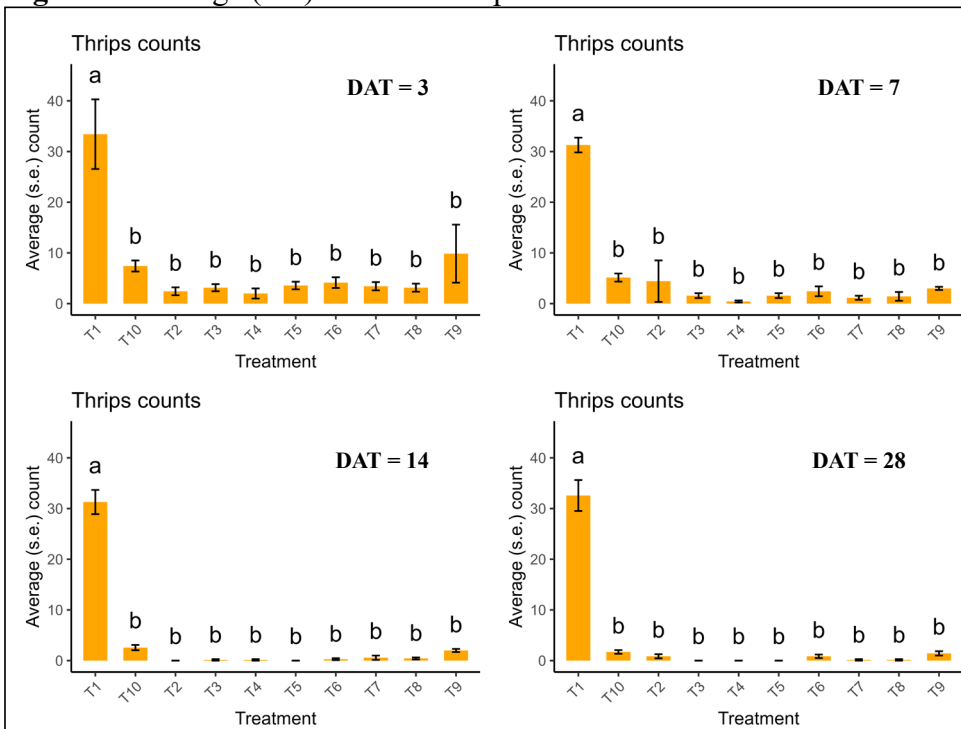 Thrips counts
DAT = 3
a
b b b b b b b b b
Average (s.e.) count
40
30
20
10
0
T1 T10 T2 T3 T4 T5 T6 T7 T8 T9
Treatment
Thrips counts
DAT = 7
a
b b b b b b b b b
Average (s.e.) count
40
30
20
10
0
T1 T10 T2 T3 T4 T5 T6 T7 T8 T9
Treatment
Thrips counts
DAT = 14
a
b b b b b b b b b
Average (s.e.) count
40
30
20
10
0
T1 T10 T2 T3 T4 T5 T6 T7 T8 T9
Treatment
Thrips counts
DAT = 28
a
b b b b b b b b b
Average (s.e.) count
40
30
20
10
0
T1 T10 T2 T3 T4 T5 T6 T7 T8 T9
Treatment